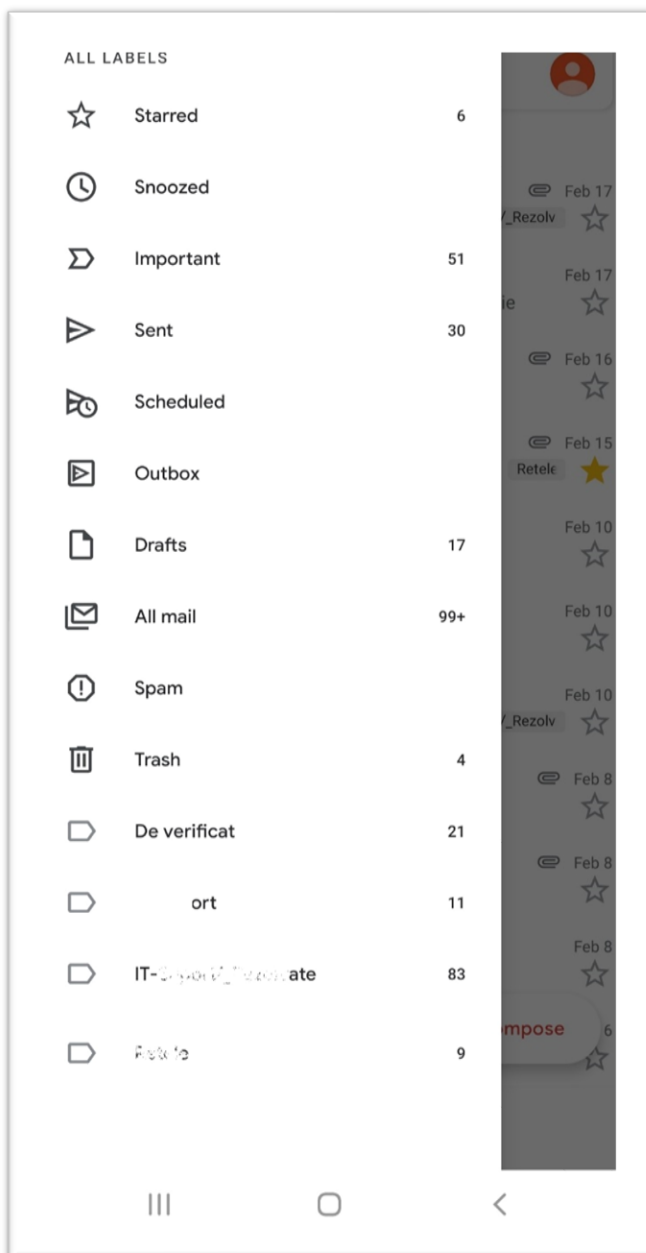 ALL LABELS
Starred 6
Snoozed
Important 51
Sent 30
Scheduled
Outbox
Drafts 17
All mail 99+
Spam
Trash 4
De verificat 21
ort 11
IT- ate 83
9
Feb 17
/_Rezolv
Feb 17
ie
Feb 16
Feb 15
Retele
Feb 10
Feb 10
Feb 10
/_Rezolv
Feb 8
Feb 8
Feb 8
mpose
6